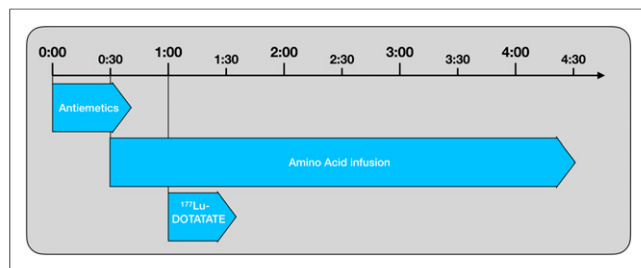 0:00 1:00 2:00 3:00 4:00
0:30 1:30 2:30 3:30 4:30
Antiemetics
Amino Acid infusion
¹⁷⁷Lu-
DOTATATE